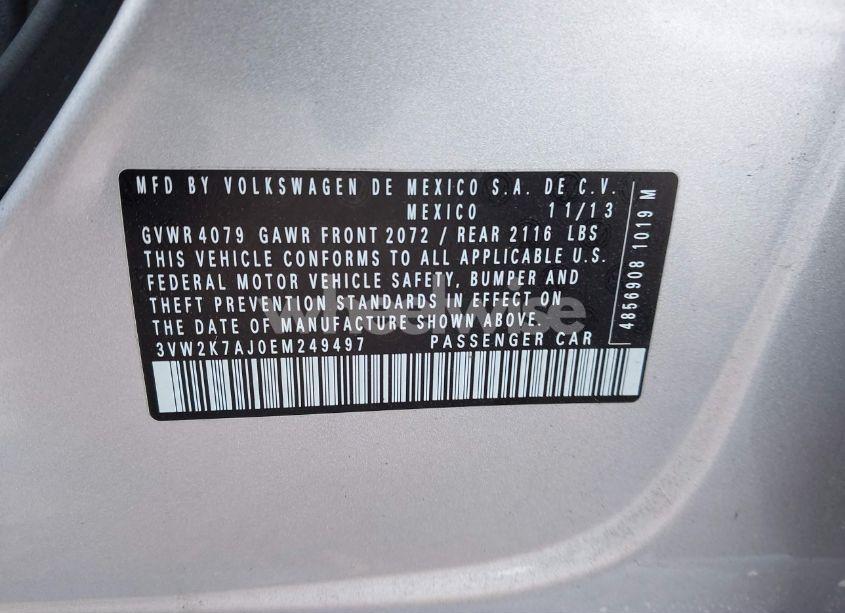 MFD BY VOLKSWAGEN DE MEXICO S.A. DE C.V.
MEXICO 11/13
GVWR 4079 GAWR FRONT 2072 / REAR 2116 LBS
THIS VEHICLE CONFORMS TO ALL APPLICABLE U.S.
FEDERAL MOTOR VEHICLE SAFETY, BUMPER AND
THEFT PREVENTION STANDARDS IN EFFECT ON
THE DATE OF MANUFACTURE SHOWN ABOVE.
3VW2K7AJ0EM249497 PASSENGER CAR
4856908 1019 M
wheelwise